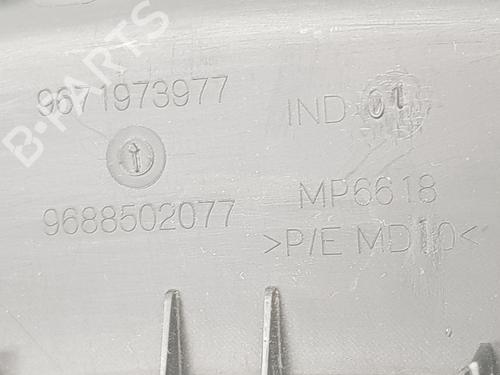 B-PARTS
9671973977
IND 01
9688502077
MP6618
>P/E MD10<